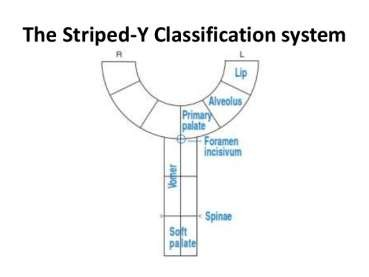 The Striped-Y Classification system
R
L
Lip
Alveolus
Primary
palate
Foramen
incisivum
Vomer
Spinae
Soft
palate